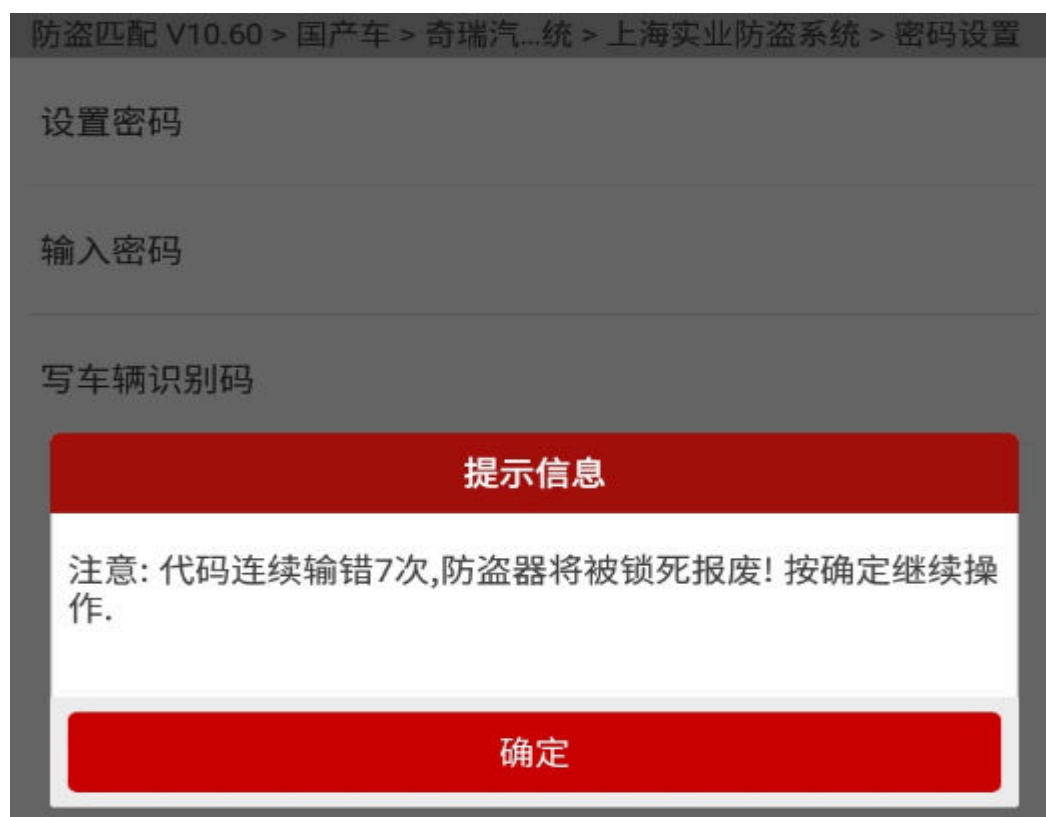 防盗匹配 V10.60 > 国产车 > 奇瑞汽...统 > 上海实业防盗系统 > 密码设置
设置密码
输入密码
写车辆识别码
提示信息
注意: 代码连续输错7次,防盗器将被锁死报废! 按确定继续操
作.
确定